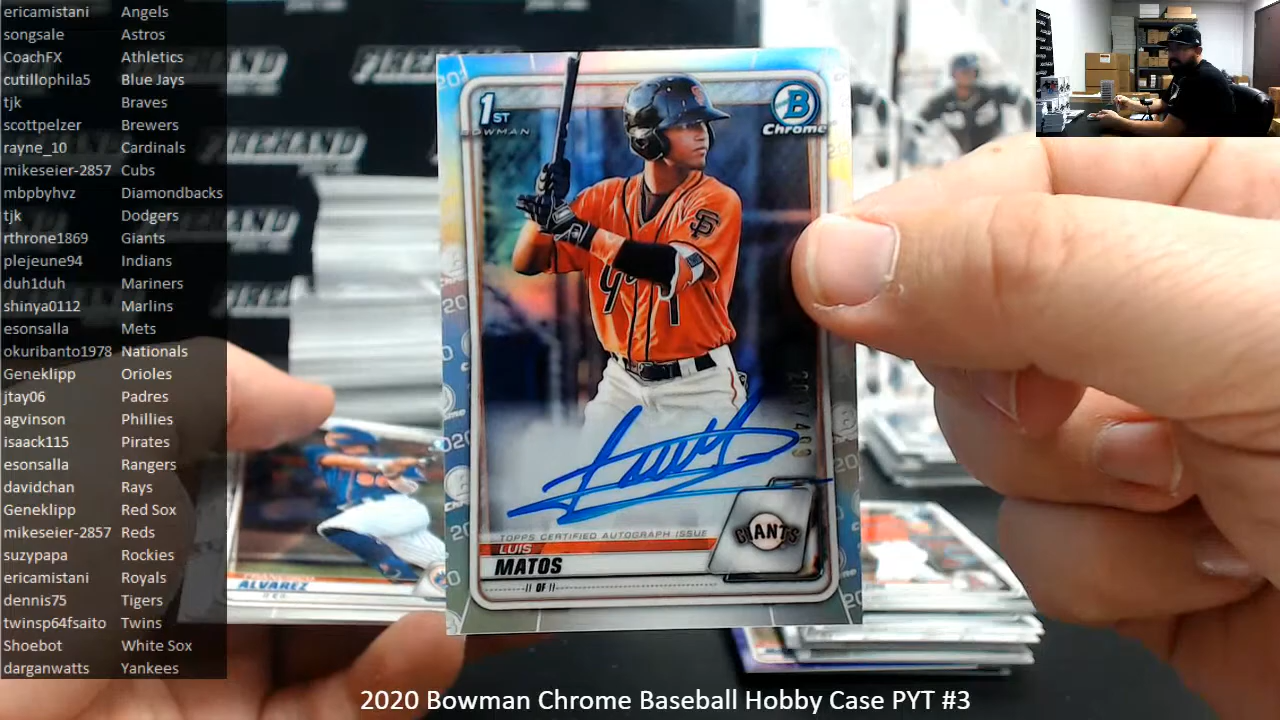 ericamistani Angels
songsale Astros
CoachFX Athletics
cutillophila5 Blue Jays
tjk Braves
scottpelzer Brewers
rayne_10 Cardinals
mikeseier-2857 Cubs
mbpbyhvz Diamondbacks
tjk Dodgers
rthrone1869 Giants
plejeune94 Indians
duh1duh Mariners
shinya0112 Marlins
esonsalla Mets
okuribanto1978 Nationals
Geneklipp Orioles
jtay06 Padres
agvinson Phillies
isaack115 Pirates
esonsalla Rangers
davidchan Rays
Geneklipp Red Sox
mikeseier-2857 Reds
suzypapa Rockies
ericamistani Royals
dennis75 Tigers
twinsp64fsaito Twins
Shoebot White Sox
darganwatts Yankees
FIREHAND
1ST
BOWMAN
B
Chrome
SF
TOPPS CERTIFIED AUTOGRAPH ISSUE
LUIS
MATOS
OF
GIANTS
ALVAREZ
2020 Bowman Chrome Baseball Hobby Case PYT #3